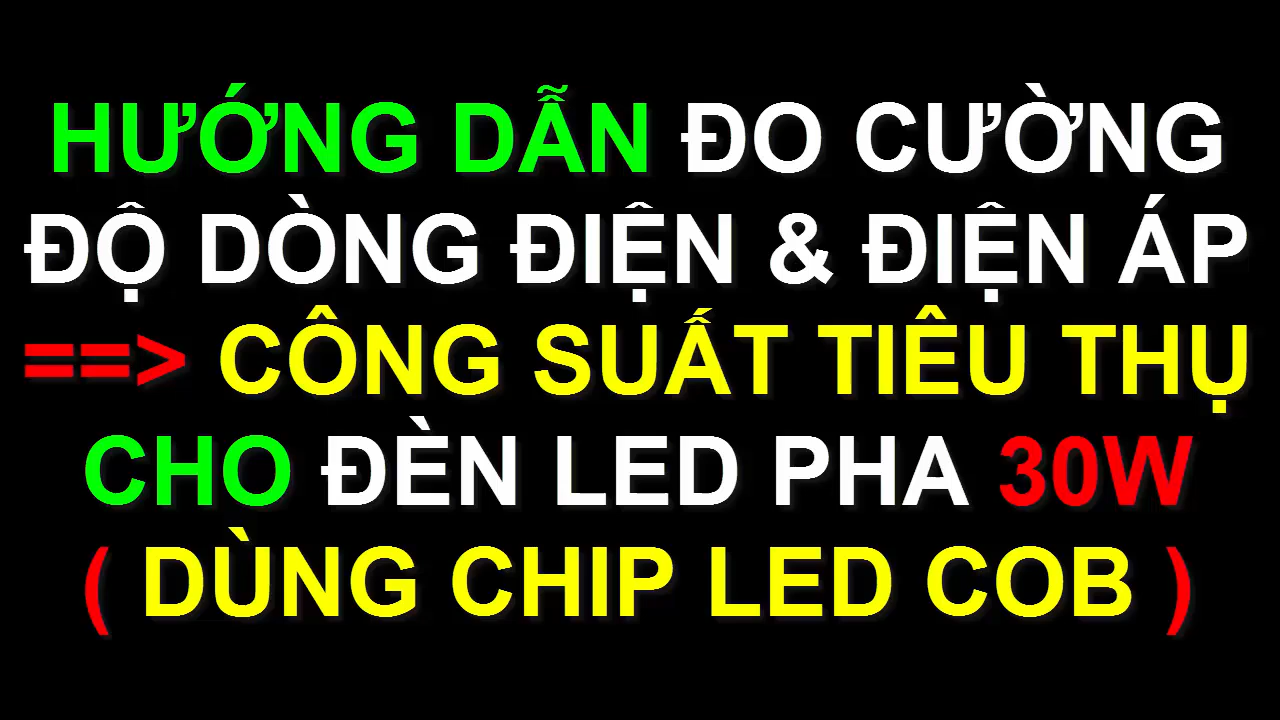 HƯỚNG DẪN ĐO CƯỜNG
ĐỘ DÒNG ĐIỆN & ĐIỆN ÁP
==> CÔNG SUẤT TIÊU THỤ
CHO ĐÈN LED PHA 30W
( DÙNG CHIP LED COB )